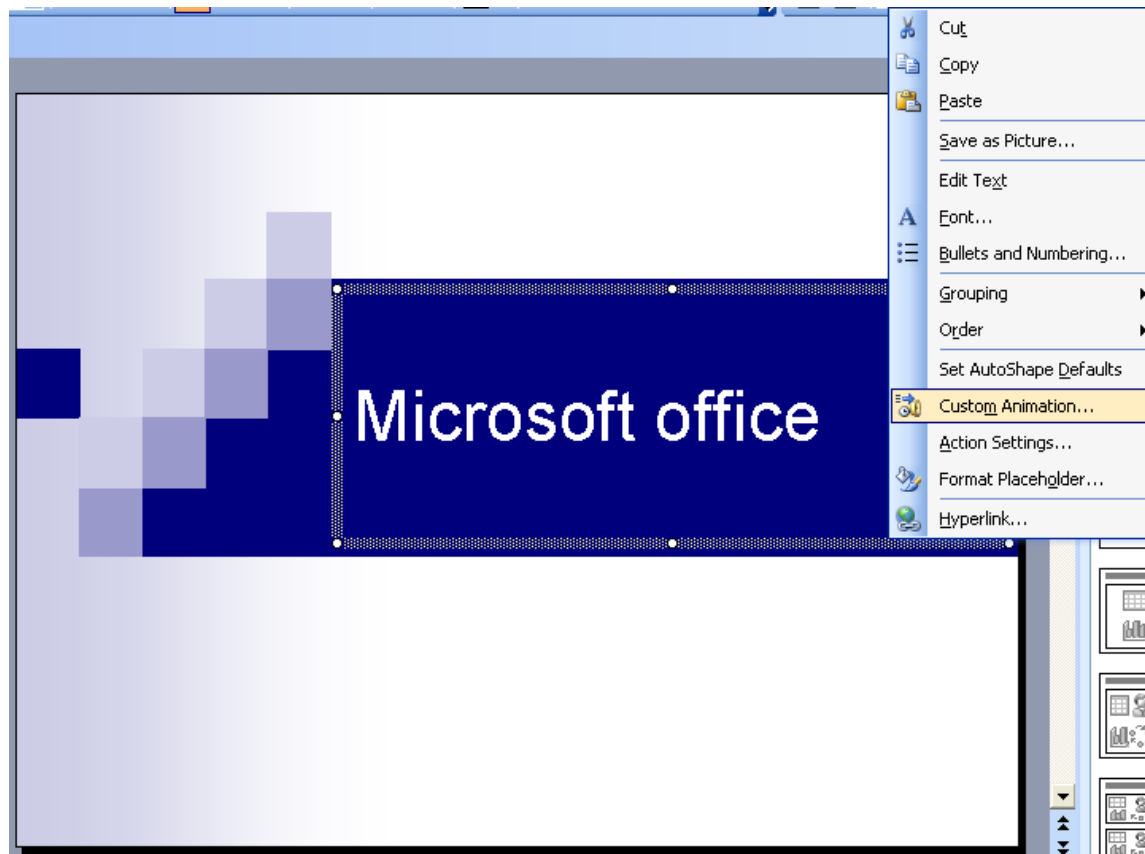 Microsoft office
Cut
Copy
Paste
Save as Picture...
Edit Text
Font...
Bullets and Numbering...
Grouping
Order
Set AutoShape Defaults
Custom Animation...
Action Settings...
Format Placeholder...
Hyperlink...